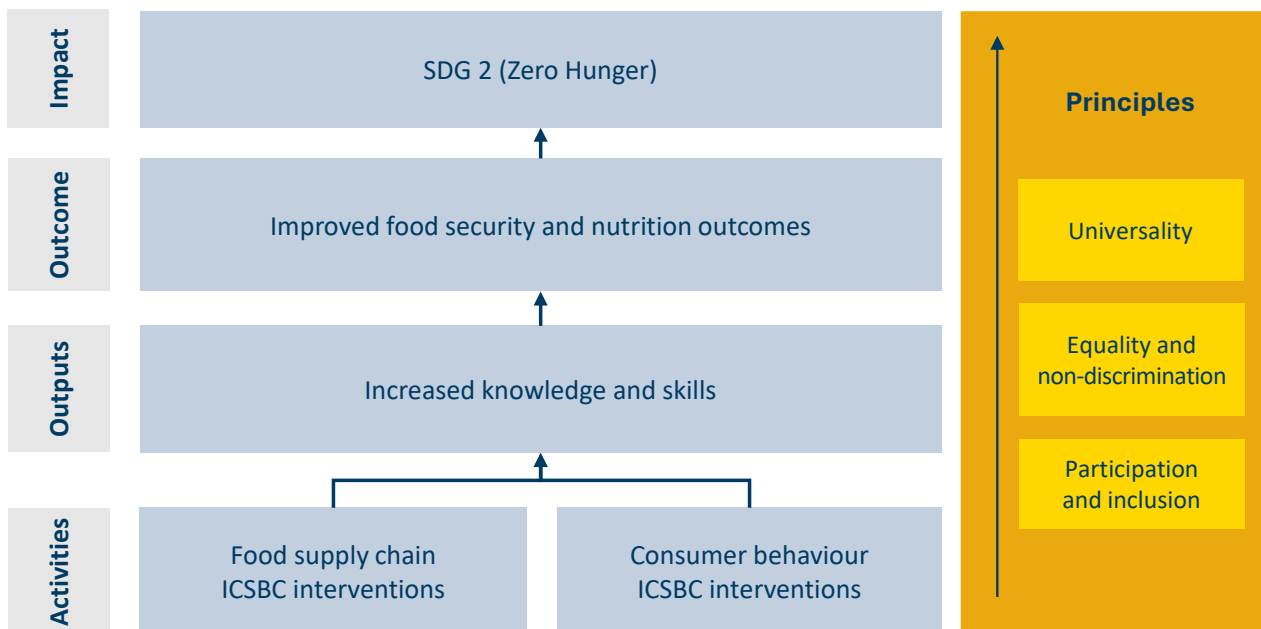 Impact
SDG 2 (Zero Hunger)
Outcome
Improved food security and nutrition outcomes
Outputs
Increased knowledge and skills
Activities
Food supply chain
ICSBC interventions
Consumer behaviour
ICSBC interventions
Principles
Universality
Equality and
non-discrimination
Participation
and inclusion